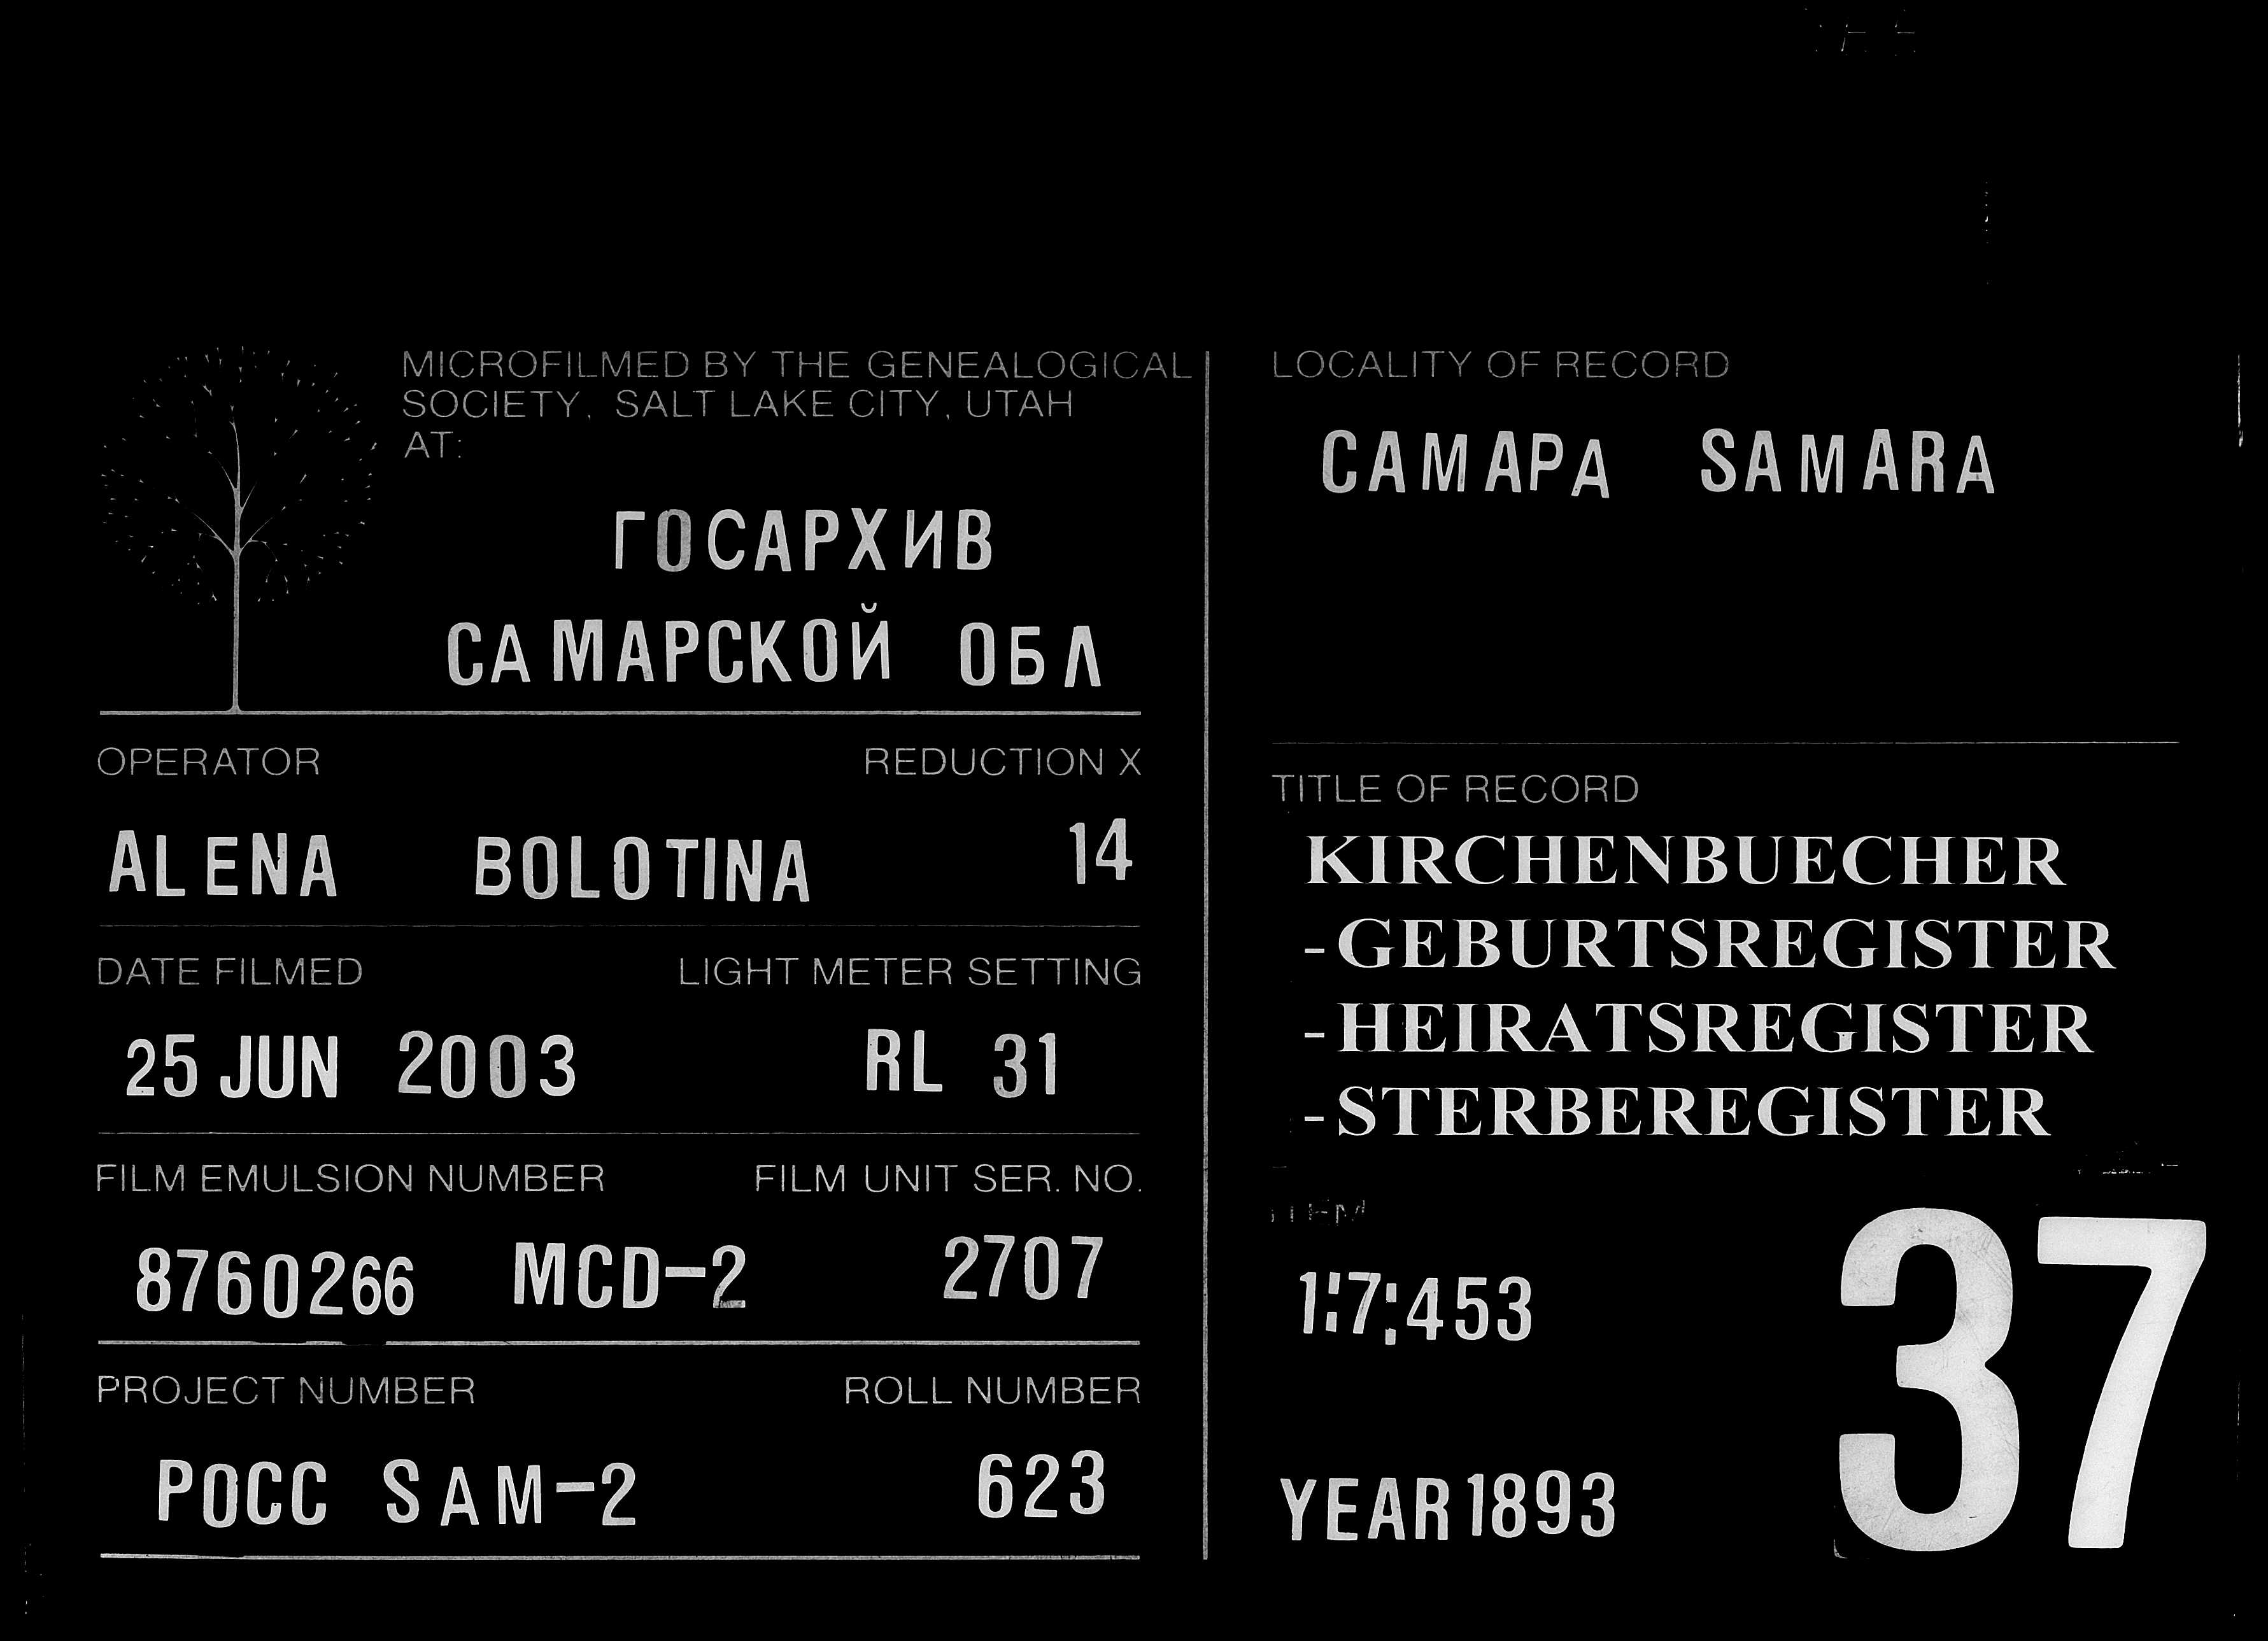 MICROFILMED BY THE GENEALOGICAL
SOCIETY, SALT LAKE CITY, UTAH
AT:
ГОСАРХИВ
САМАРСКОЙ ОБЛ
OPERATOR REDUCTION X
ALENA BOLOTINA 14
DATE FILMED LIGHT METER SETTING
25 JUN 2003 RL 31
FILM EMULSION NUMBER FILM UNIT SER. NO.
8760266 MCD-2 2707
PROJECT NUMBER ROLL NUMBER
РОСС SAM-2 623
LOCALITY OF RECORD
САМАРА SAMARA
TITLE OF RECORD
KIRCHENBUECHER
-GEBURTSREGISTER
-HEIRATSREGISTER
-STERBEREGISTER
ITEM
1:7:453
37
YEAR 1893